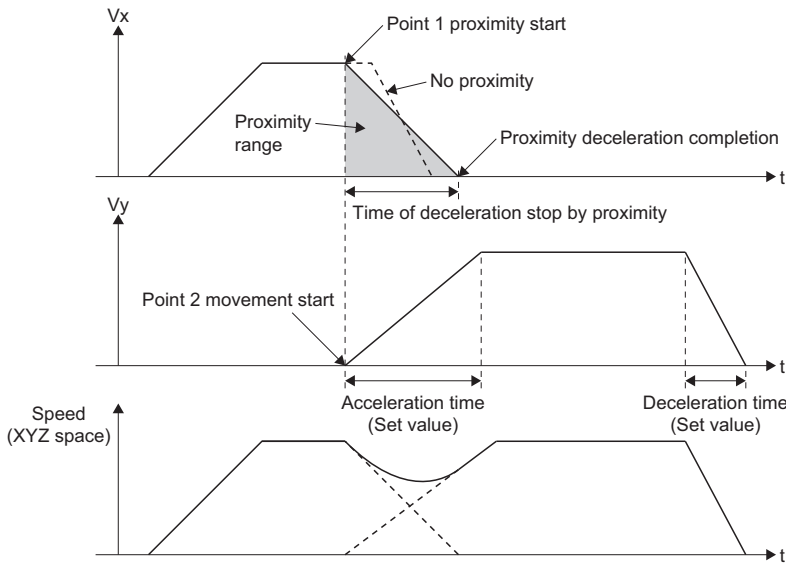 Vx
Point 1 proximity start
No proximity
Proximity
range
Proximity deceleration completion
t
Time of deceleration stop by proximity
Vy
Point 2 movement start
t
Acceleration time
(Set value)
Deceleration time
(Set value)
Speed
(XYZ space)
t